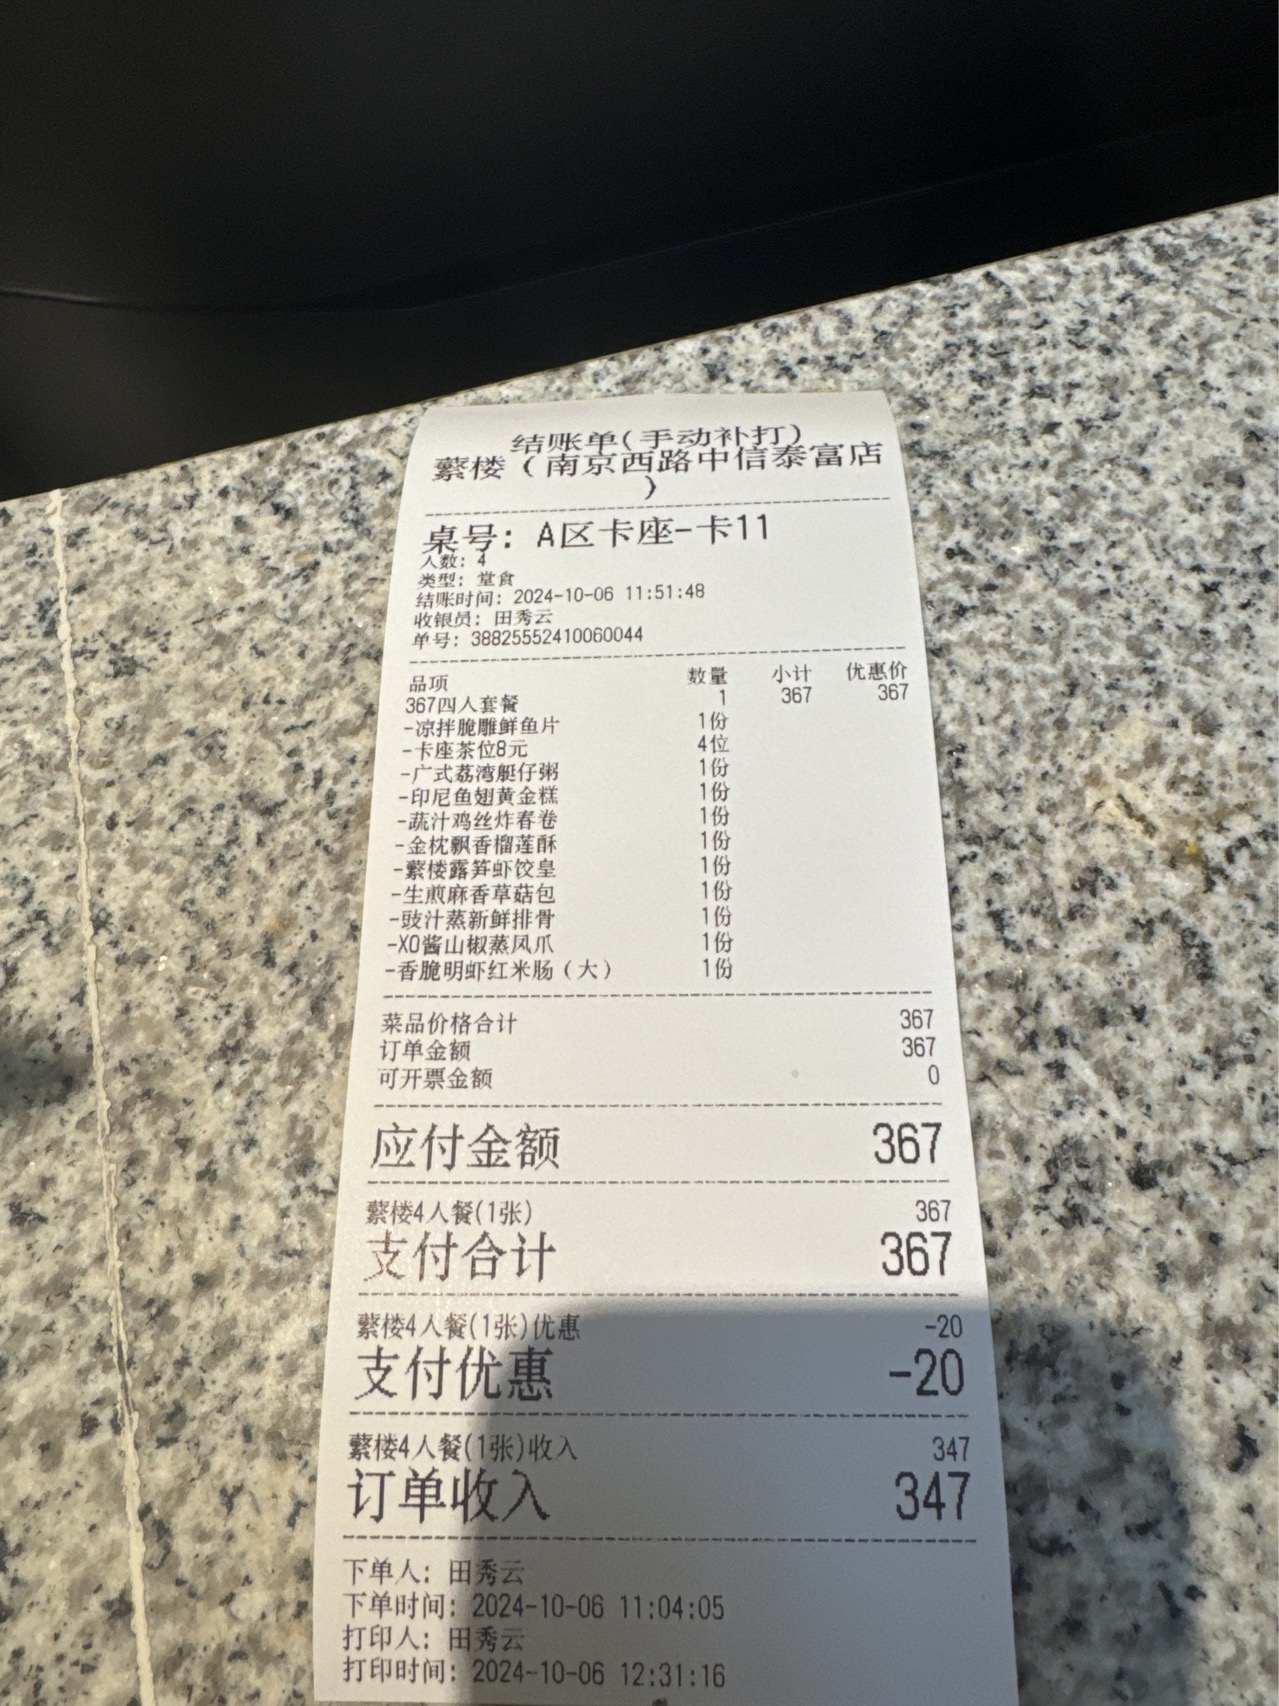 结账单(手动补打)
蘩楼（南京西路中信泰富店
）
桌号：A区卡座-卡11
人数：4
类型：堂食
结账时间：2024-10-06 11:51:48
收银员：田秀云
单号：38825552410060044
品项 数量 小计 优惠价
367四人套餐 1 367 367
-凉拌脆雕鲜鱼片 1份
-卡座茶位8元 4位
-广式荔湾艇仔粥 1份
-印尼鱼翅黄金糕 1份
-蔬汁鸡丝炸春卷 1份
-金枕飘香榴莲酥 1份
-蘩楼露笋虾饺皇 1份
-生煎麻香草菇包 1份
-豉汁蒸新鲜排骨 1份
-XO酱山椒蒸凤爪 1份
-香脆明虾红米肠（大） 1份
菜品价格合计 367
订单金额 367
可开票金额 0
应付金额 367
蘩楼4人餐(1张) 367
支付合计 367
蘩楼4人餐(1张)优惠 -20
支付优惠 -20
蘩楼4人餐(1张)收入 347
订单收入 347
下单人：田秀云
下单时间：2024-10-06 11:04:05
打印人：田秀云
打印时间：2024-10-06 12:31:16